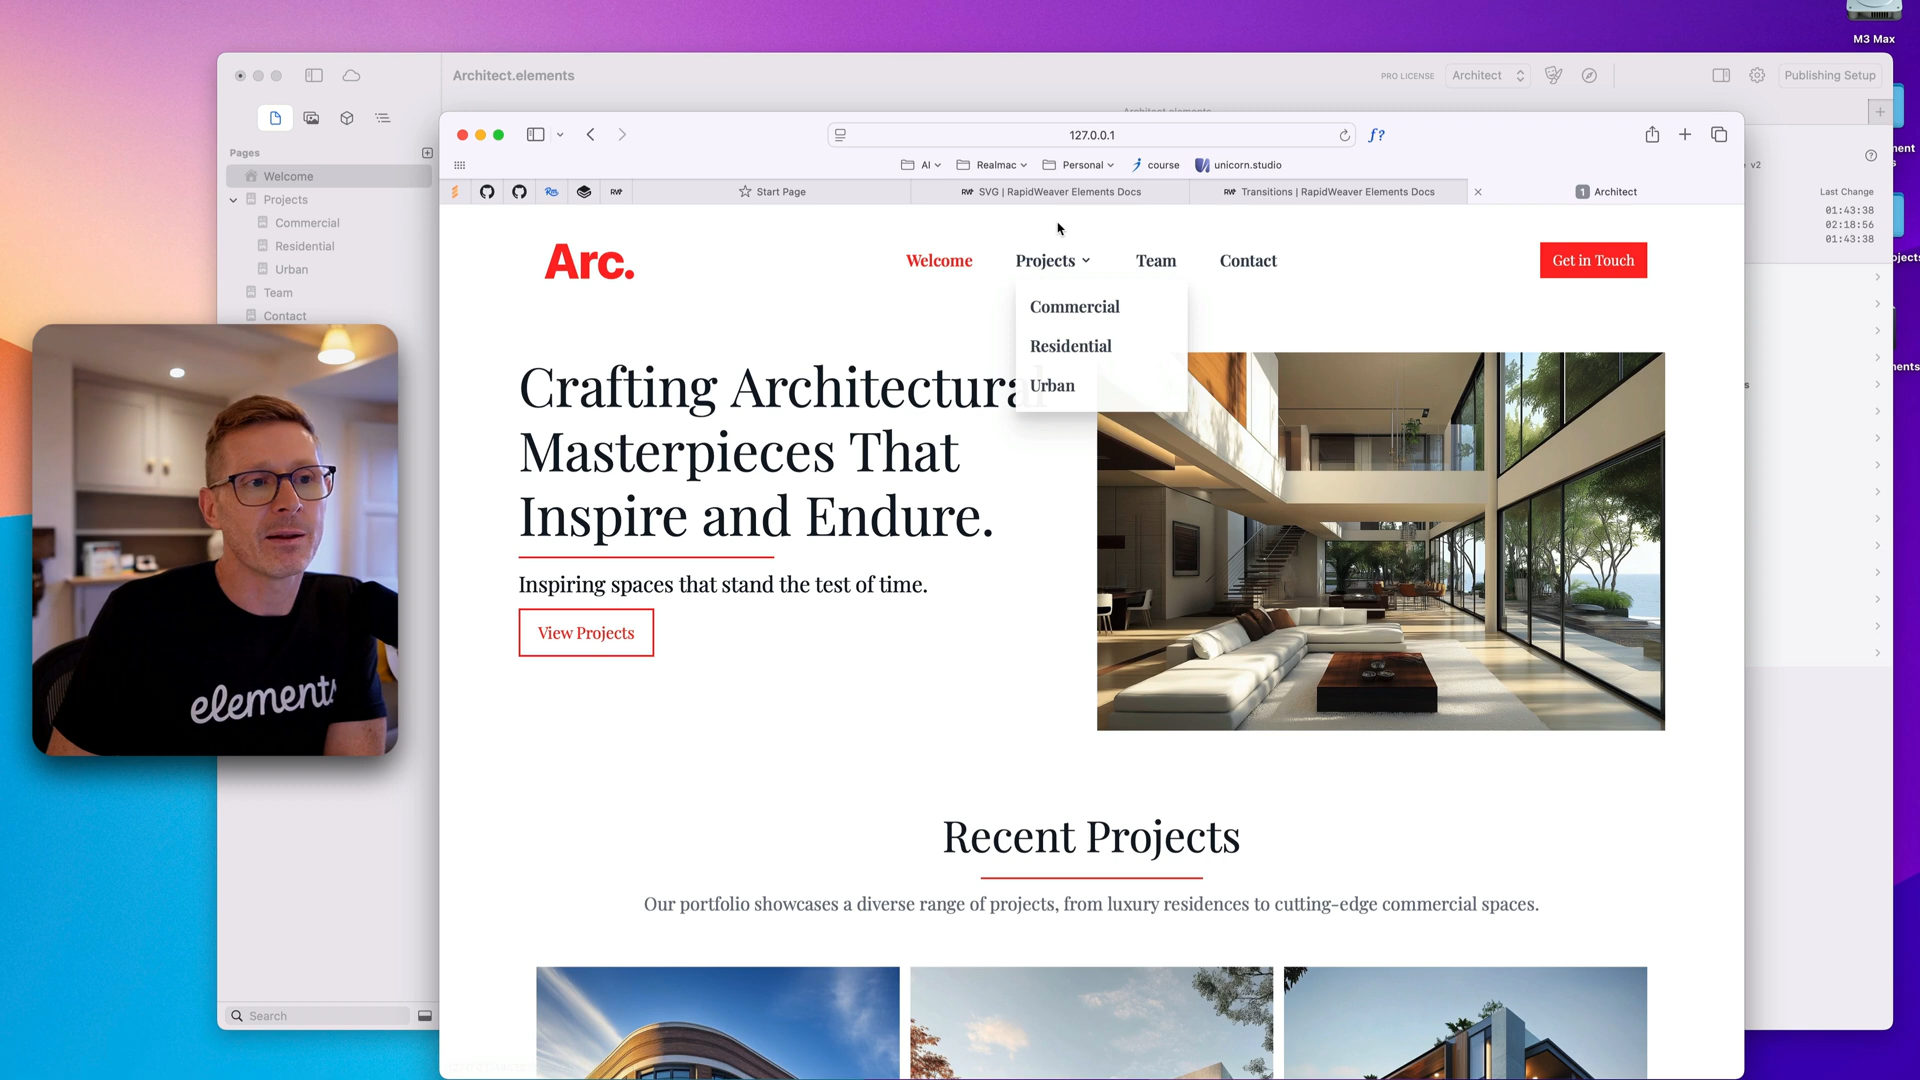 M3 Max
Architect.elements
PRO LICENSE
Architect
Publishing Setup
Pages
Welcome
Projects
Commercial
Residential
Urban
Team
Contact
Search
127.0.0.1
f?
AI
Realmac
Personal
course
unicorn.studio
Start Page
SVG | RapidWeaver Elements Docs
Transitions | RapidWeaver Elements Docs
1 Architect
v2
Last Change
01:43:38
02:18:56
01:43:38
Arc.
Welcome
Projects
Team
Contact
Get in Touch
Commercial
Residential
Urban
Crafting Architectural
Masterpieces That
Inspire and Endure.
Inspiring spaces that stand the test of time.
View Projects
elements
Recent Projects
Our portfolio showcases a diverse range of projects, from luxury residences to cutting-edge commercial spaces.